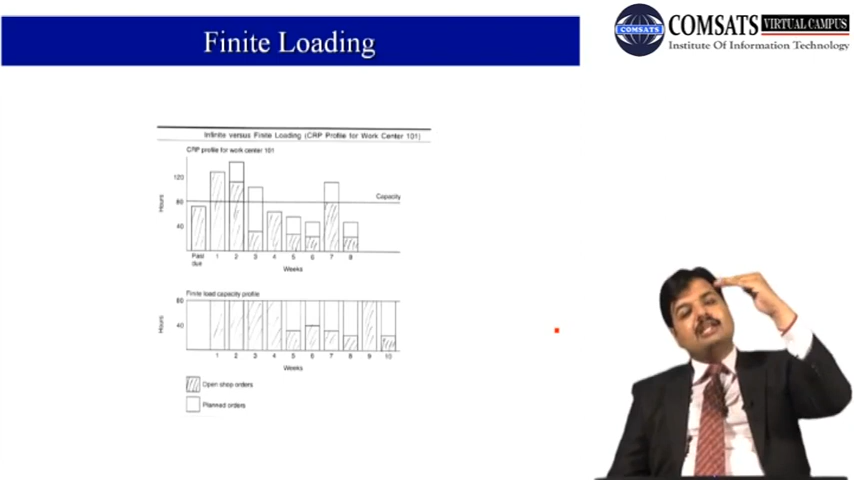 Finite Loading
COMSATS VIRTUAL CAMPUS
COMSATS
Institute Of Information Technology
Infinite versus Finite Loading (CRP Profile for Work Center 101)
CRP profile for work center 101
120
80
40
Hours
Capacity
Past due 1 2 3 4 5 6 7 8
Weeks
Finite load capacity profile
80
40
Hours
1 2 3 4 5 6 7 8 9 10
Weeks
Open shop orders
Planned orders